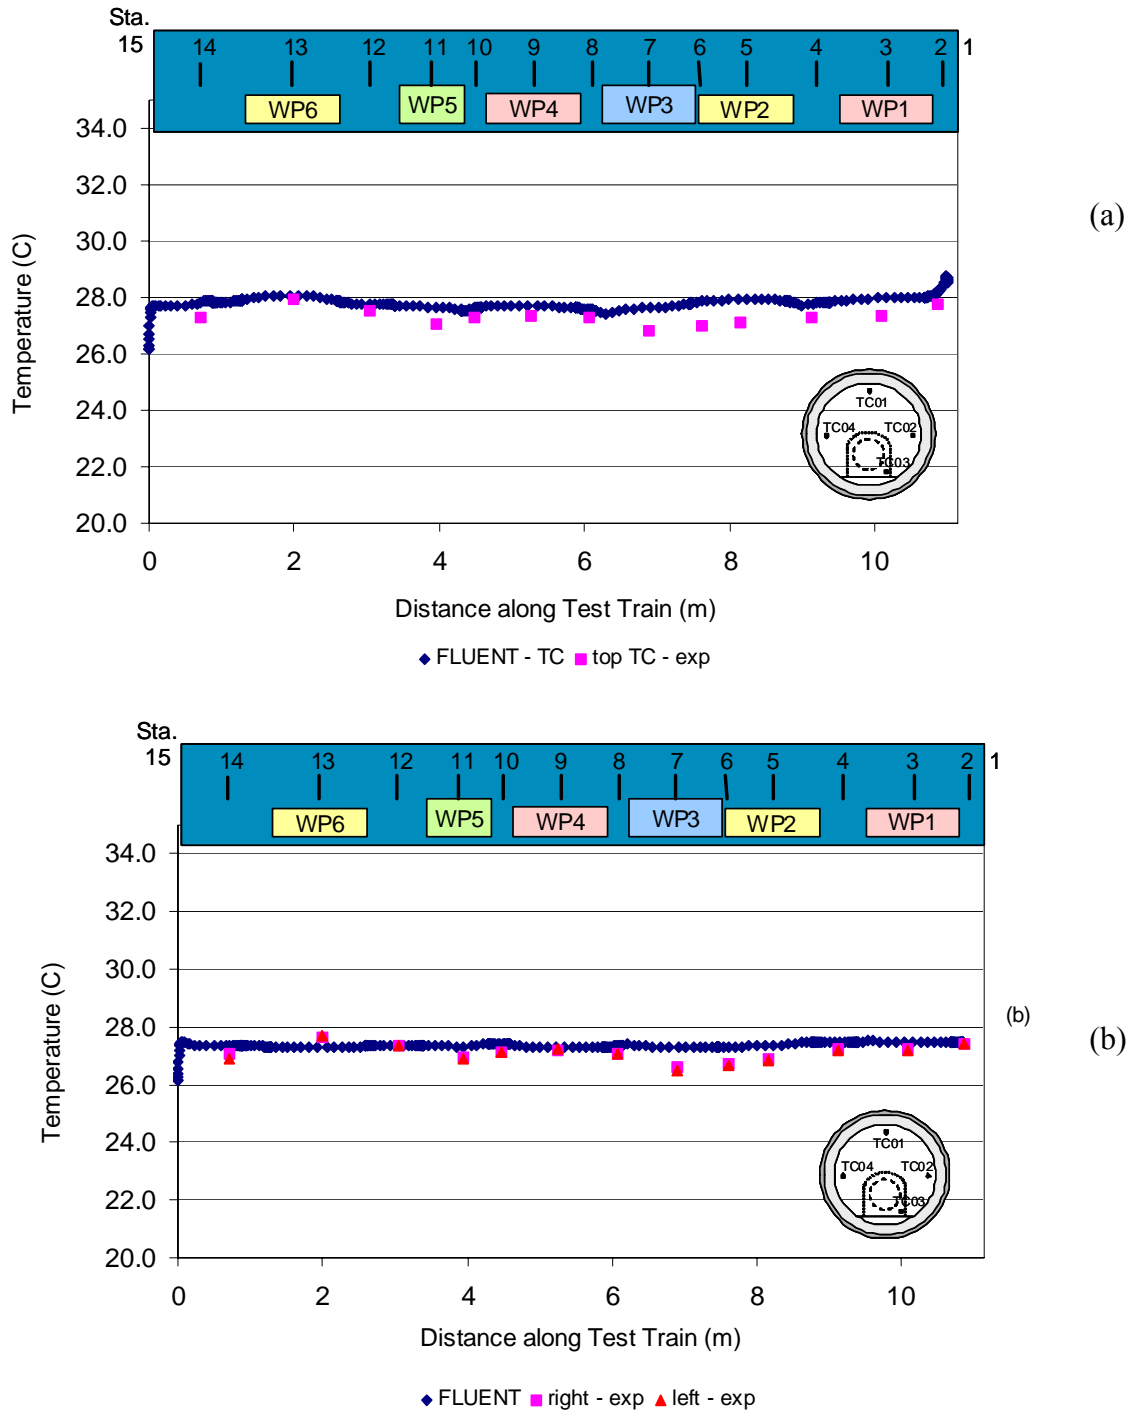 Sta.
15 14 13 12 11 10 9 8 7 6 5 4 3 2 1
WP6 WP5 WP4 WP3 WP2 WP1
34.0
32.0
30.0
28.0
26.0
24.0
22.0
20.0
Temperature (C)
(a)
TC01
TC04 TC02
TC03
0 2 4 6 8 10
Distance along Test Train (m)
FLUENT - TC top TC - exp
Sta.
15 14 13 12 11 10 9 8 7 6 5 4 3 2 1
WP6 WP5 WP4 WP3 WP2 WP1
34.0
32.0
30.0
28.0
26.0
24.0
22.0
20.0
Temperature (C)
(b)
(b)
TC01
TC04 TC02
TC03
0 2 4 6 8 10
Distance along Test Train (m)
FLUENT right - exp left - exp